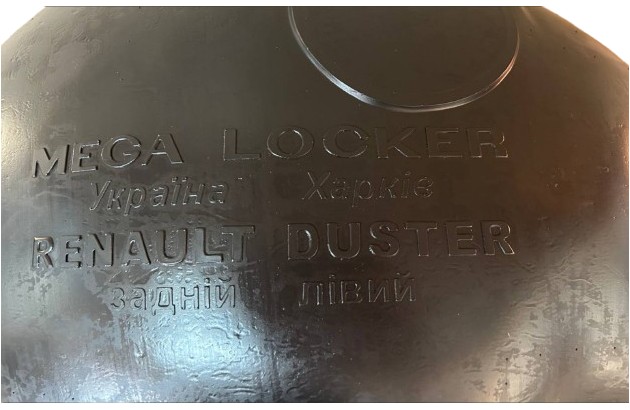 MEGA LOCKER
Україна Харків
RENAULT DUSTER
задній лівий